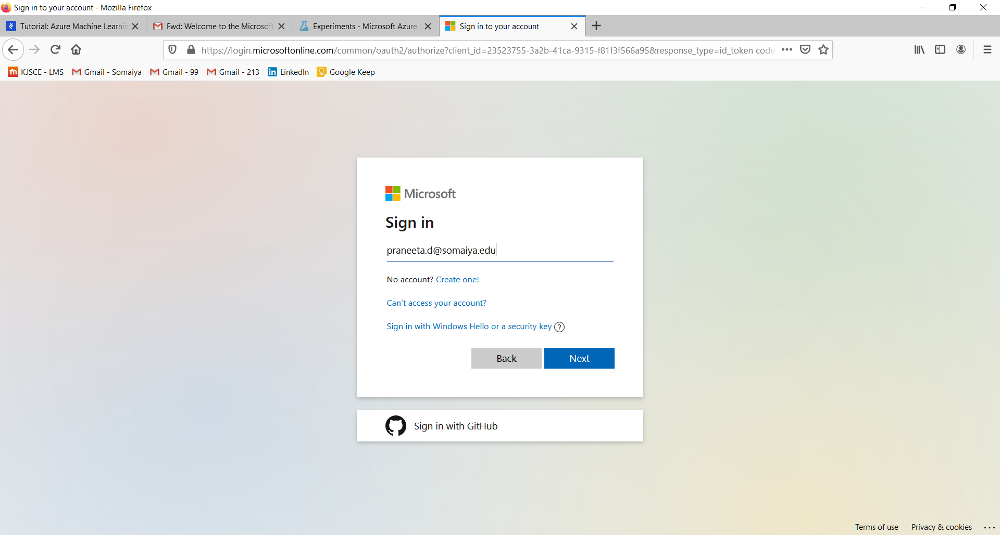 Sign in to your account - Mozilla Firefox
Tutorial: Azure Machine Learnin
Fwd: Welcome to the Microsoft
Experiments - Microsoft Azure
Sign in to your account
https://login.microsoftonline.com/common/oauth2/authorize?client_id=23523755-3a2b-41ca-9315-f81f3f566a95&response_type=id_token code
KJSCE - LMS
Gmail - Somaiya
Gmail - 99
Gmail - 213
LinkedIn
Google Keep
Microsoft
Sign in
praneeta.d@somaiya.edu
No account? Create one!
Can't access your account?
Sign in with Windows Hello or a security key
Back
Next
Sign in with GitHub
Terms of use
Privacy & cookies